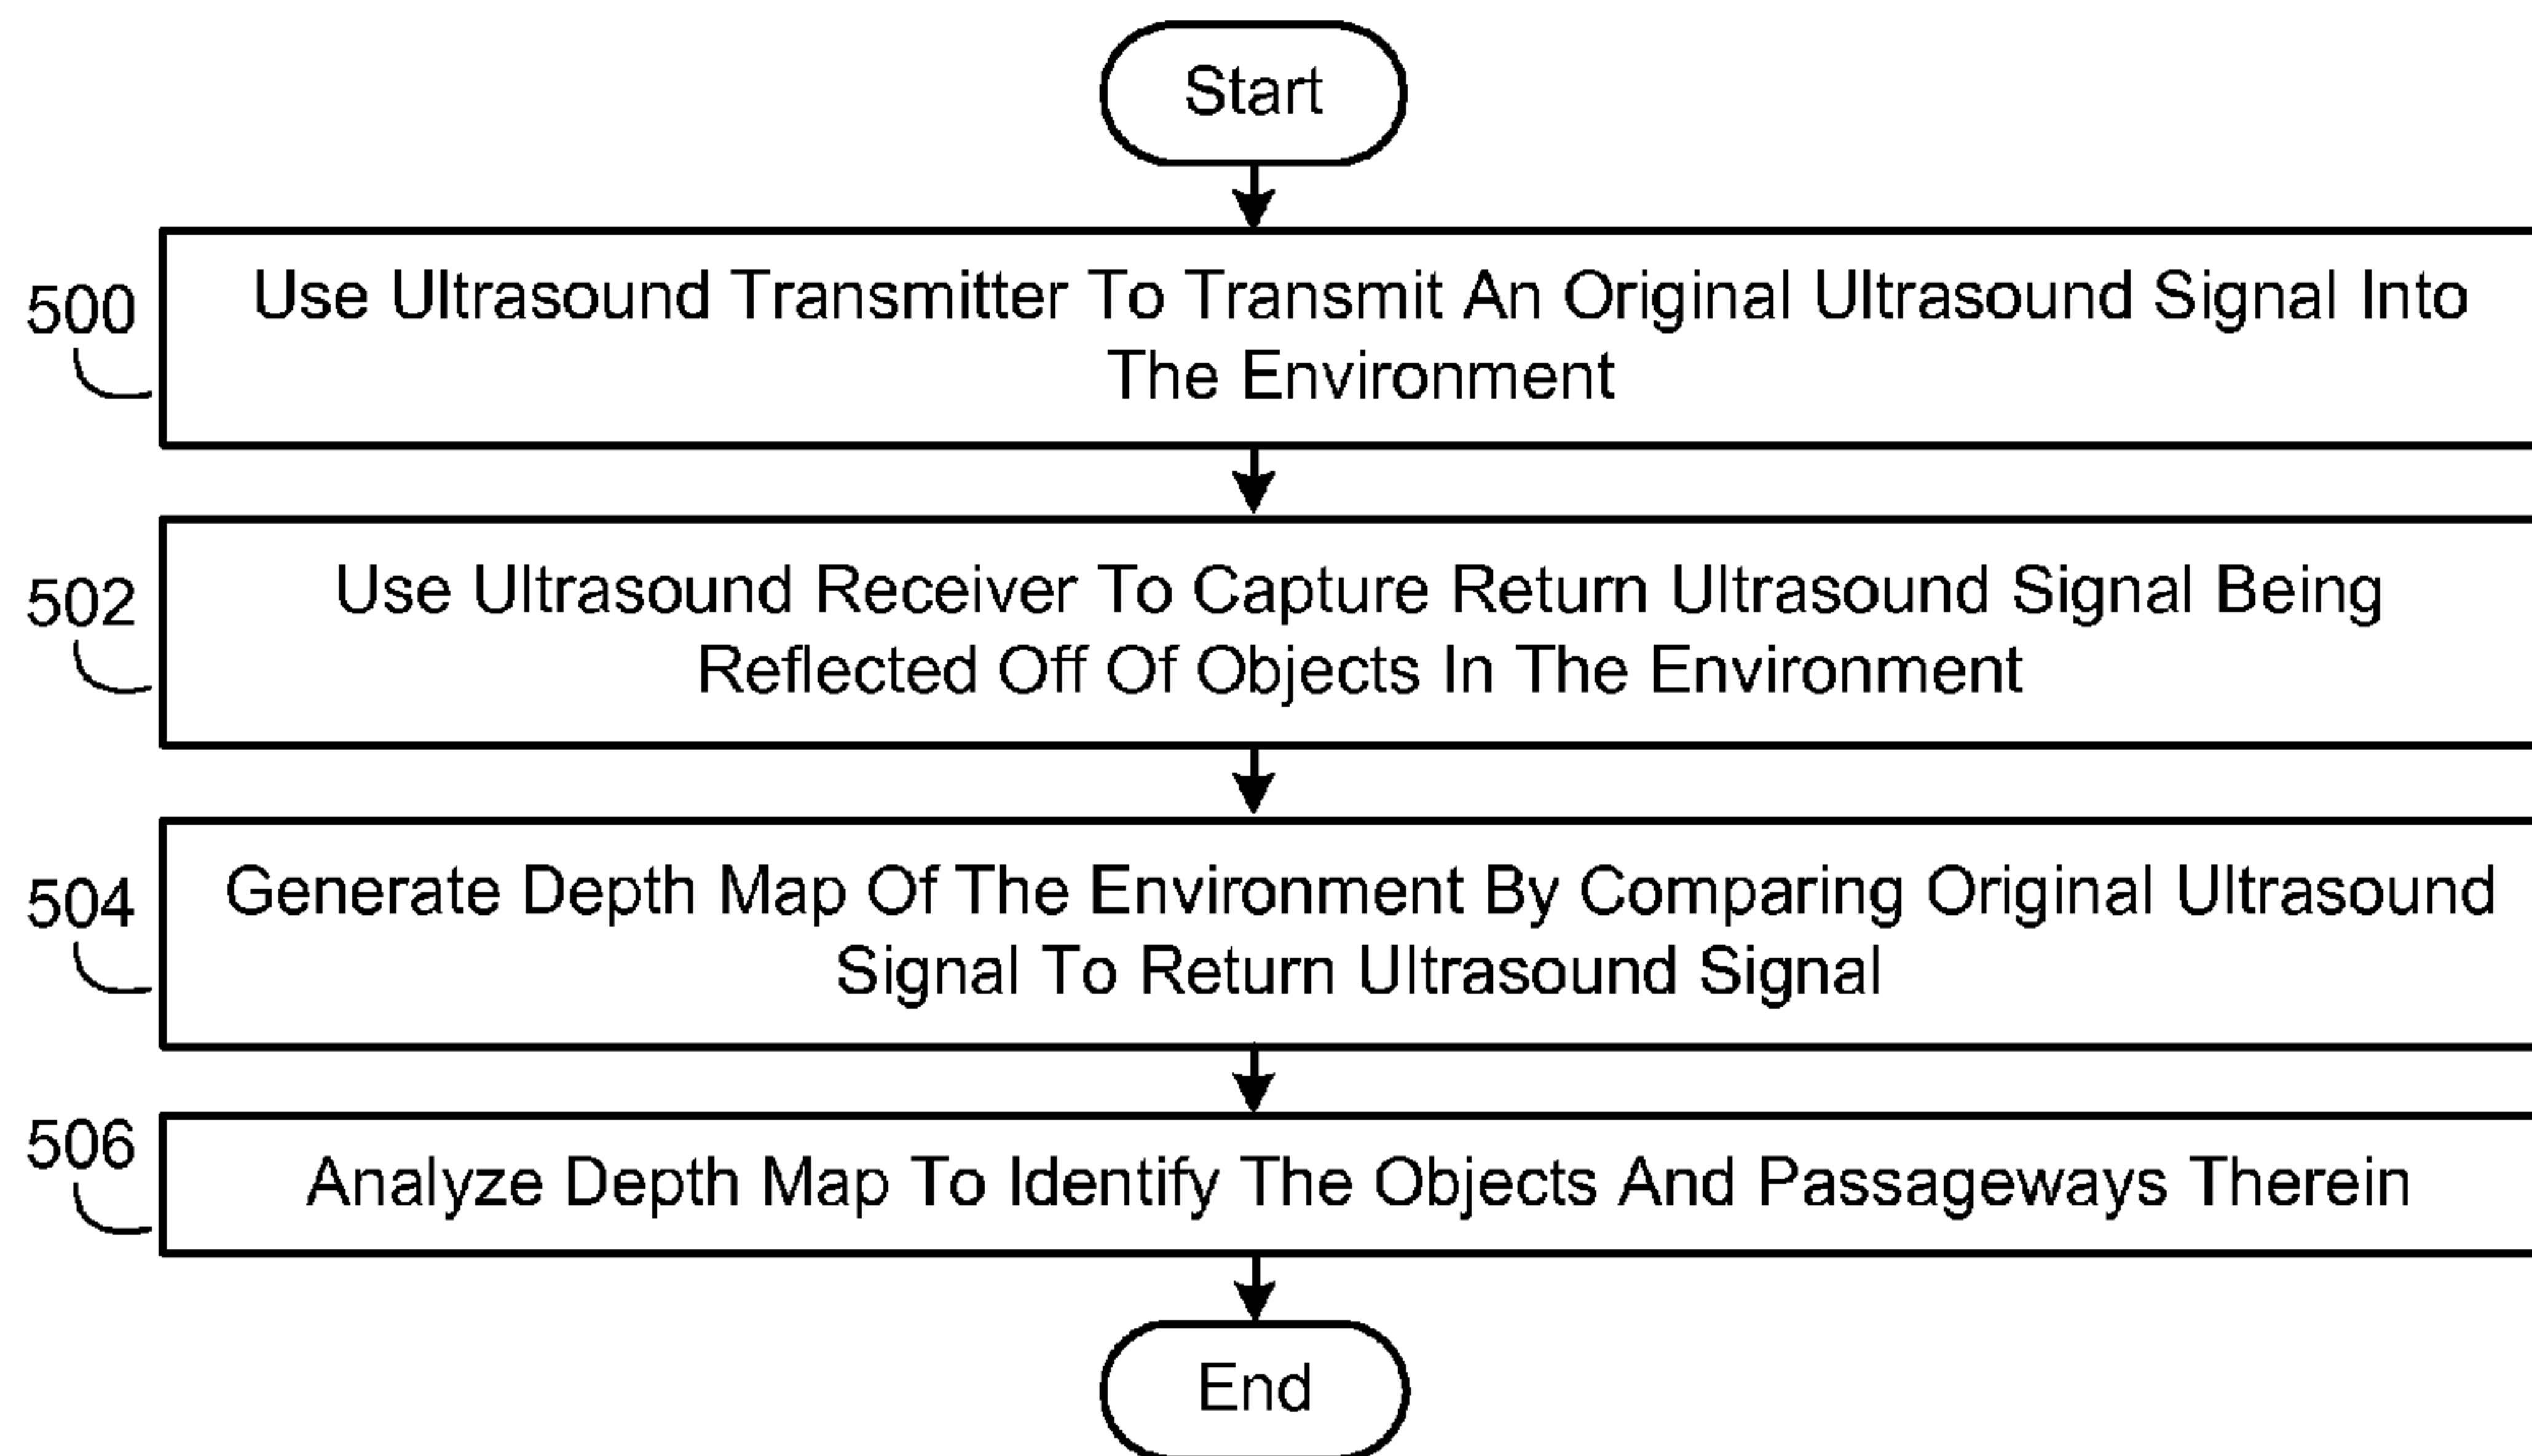 Start
500
Use Ultrasound Transmitter To Transmit An Original Ultrasound Signal Into
The Environment
502
Use Ultrasound Receiver To Capture Return Ultrasound Signal Being
Reflected Off Of Objects In The Environment
504
Generate Depth Map Of The Environment By Comparing Original Ultrasound
Signal To Return Ultrasound Signal
506
Analyze Depth Map To Identify The Objects And Passageways Therein
End